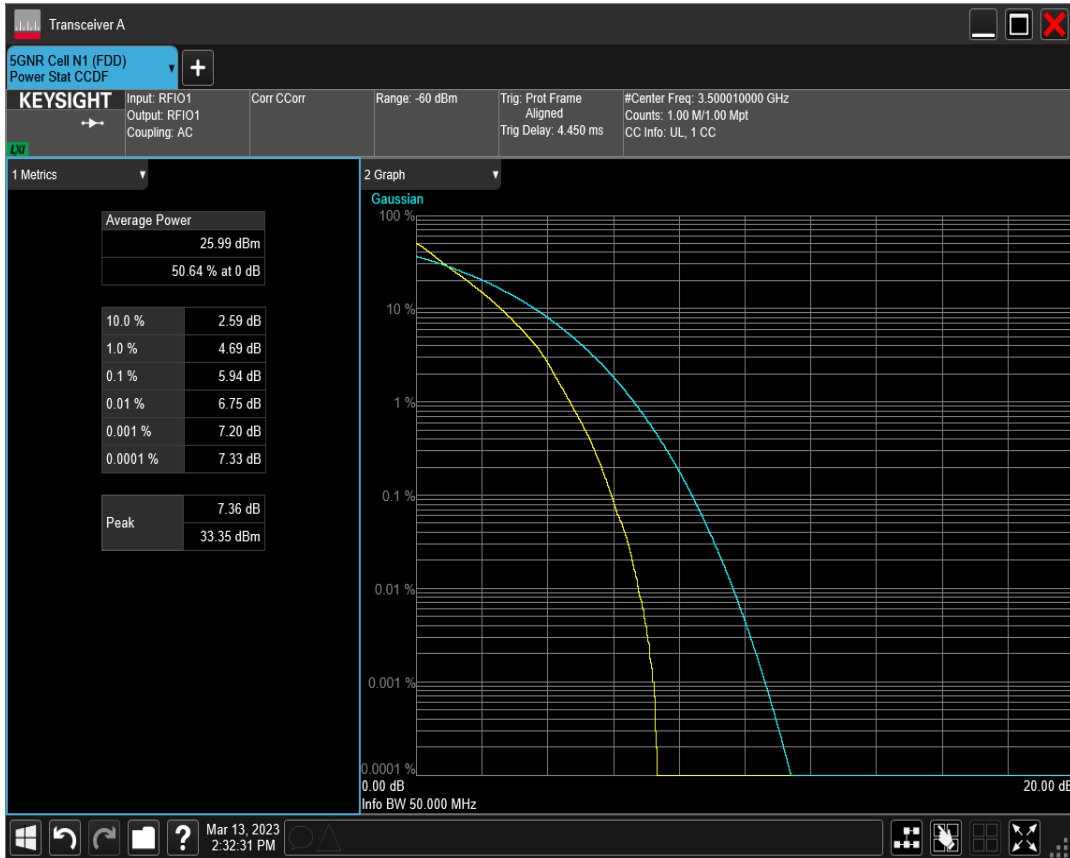 Transceiver A
5GNR Cell N1 (FDD)
Power Stat CCDF
KEYSIGHT
LXI
Input: RFIO1
Output: RFIO1
Coupling: AC
Corr CCorr
Range: -60 dBm
Trig: Prot Frame
Aligned
Trig Delay: 4.450 ms
#Center Freq: 3.500010000 GHz
Counts: 1.00 M/1.00 Mpt
CC Info: UL, 1 CC
1 Metrics
Average Power
25.99 dBm
50.64 % at 0 dB
10.0 % 2.59 dB
1.0 % 4.69 dB
0.1 % 5.94 dB
0.01 % 6.75 dB
0.001 % 7.20 dB
0.0001 % 7.33 dB
Peak
7.36 dB
33.35 dBm
2 Graph
Gaussian
100 %
10 %
1 %
0.1 %
0.01 %
0.001 %
0.0001 %
0.00 dB 20.00 dB
Info BW 50.000 MHz
?
Mar 13, 2023
2:32:31 PM